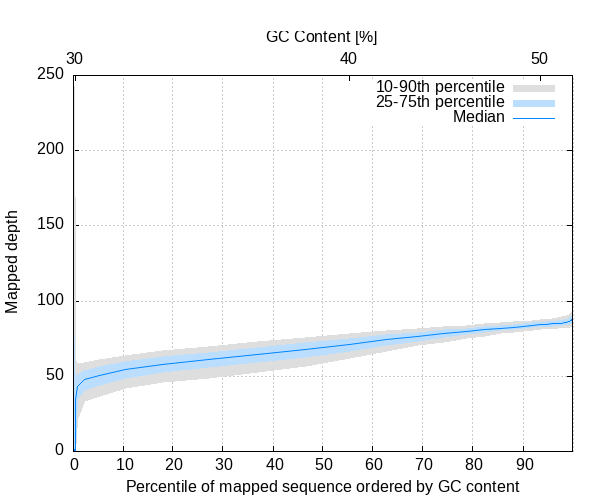 GC Content [%]
30 40 50
250
200
150
100
50
0
Mapped depth
10-90th percentile
25-75th percentile
Median
0 10 20 30 40 50 60 70 80 90
Percentile of mapped sequence ordered by GC content